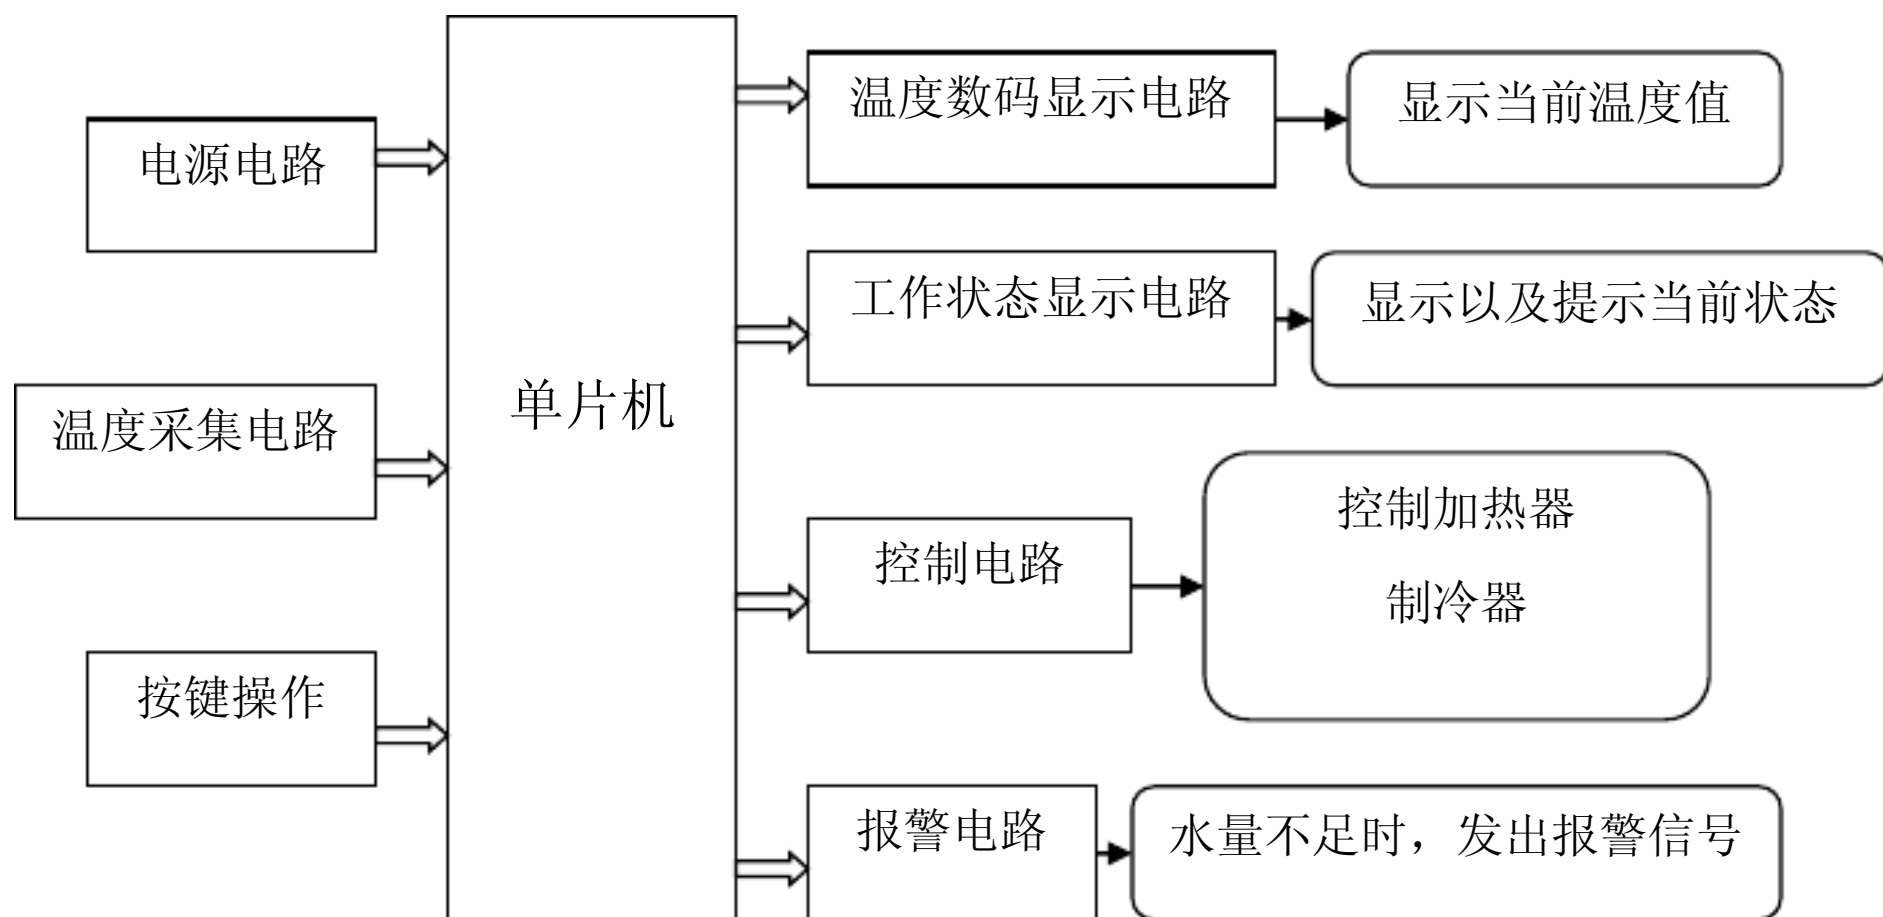 电源电路
温度采集电路
按键操作
单片机
温度数码显示电路
显示当前温度值
工作状态显示电路
显示以及提示当前状态
控制电路
控制加热器
制冷器
报警电路
水量不足时，发出报警信号